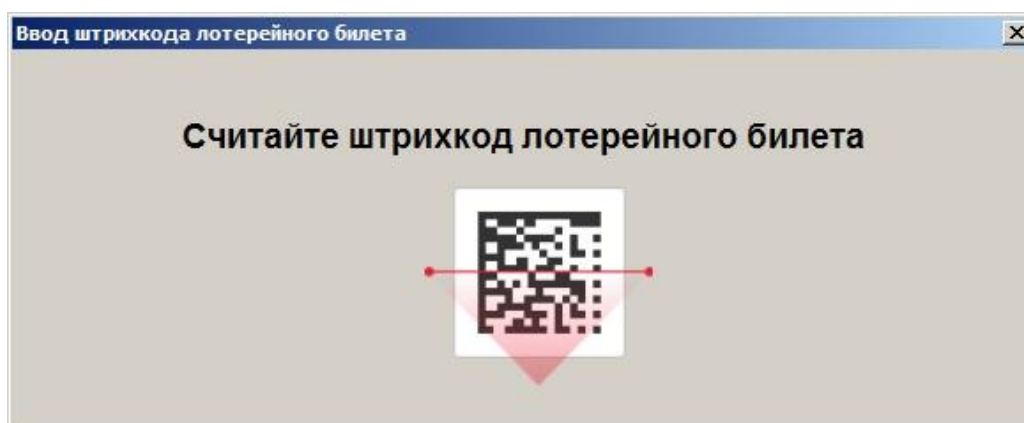 Ввод штрихкода лотерейного билета
Считайте штрихкод лотерейного билета